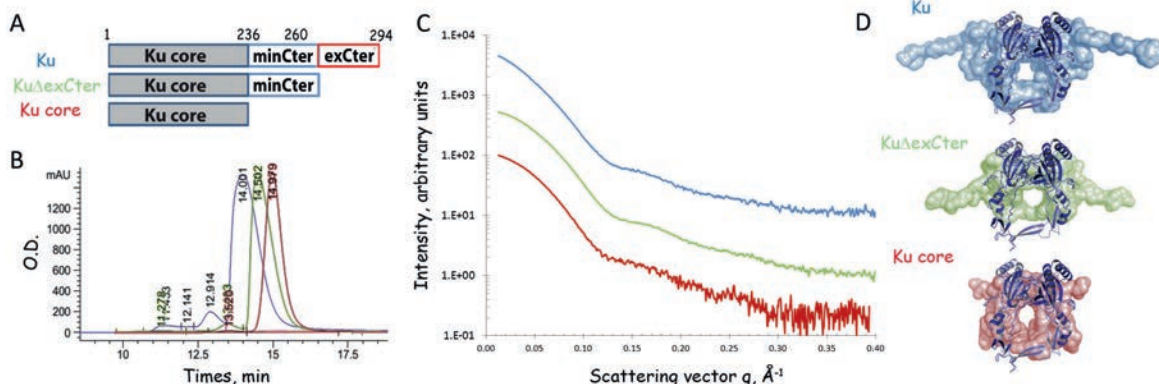 A
1 236 260 294
Ku Ku core minCter exCter
KuΔexCter Ku core minCter
Ku core Ku core
B
mAU
1200
1000
800
600
400
200
0
O.D.
12.141
12.914
13.520
14.001
14.502
14.979
10 12.5 15 17.5
Times, min
C
1.E+04
1.E+03
1.E+02
1.E+01
1.E+00
1.E-01
Intensity, arbitrary units
0.00 0.05 0.10 0.15 0.20 0.25 0.30 0.35 0.40
Scattering vector q, Å-1
D
Ku
KuΔexCter
Ku core